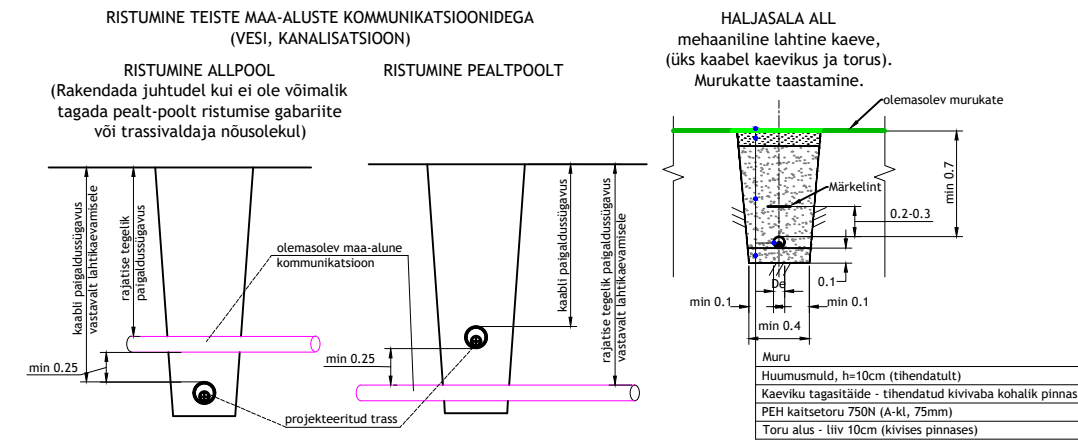 RISTUMINE TEISTE MAA-ALUSTE KOMMUNIKATSIOONIDEGA
(VESI, KANALISATSIOON)
RISTUMINE ALLPOOL
(Rakendada juhtudel kui ei ole võimalik
tagada pealt-poolt ristumise gabariite
või trassivaldaja nõusolekul)
kaabli paigaldussügavus
vastavalt lahtikaevamisele
rajatise tegelik
paigaldussügavus
min 0.25
olemasolev maa-alune
kommunikatsioon
projekteeritud trass
RISTUMINE PEALTPOOLT
kaabli paigaldussügavus
rajatise tegelik paigaldussügavus
vastavalt lahtikaevamisele
min 0.25
HALJASALA ALL
mehaaniline lahtine kaeve,
(üks kaabel kaevikus ja torus).
Murukatte taastamine.
olemasolev murukate
Märkelint
min 0.7
0.2-0.3
0.1
De
min 0.1
min 0.1
min 0.4
Muru
Huumusmuld, h=10cm (tihendatult)
Kaeviku tagasitäide - tihendatud kivivaba kohalik pinnas
PEH kaitsetoru 750N (A-kl, 75mm)
Toru alus - liiv 10cm (kivises pinnases)